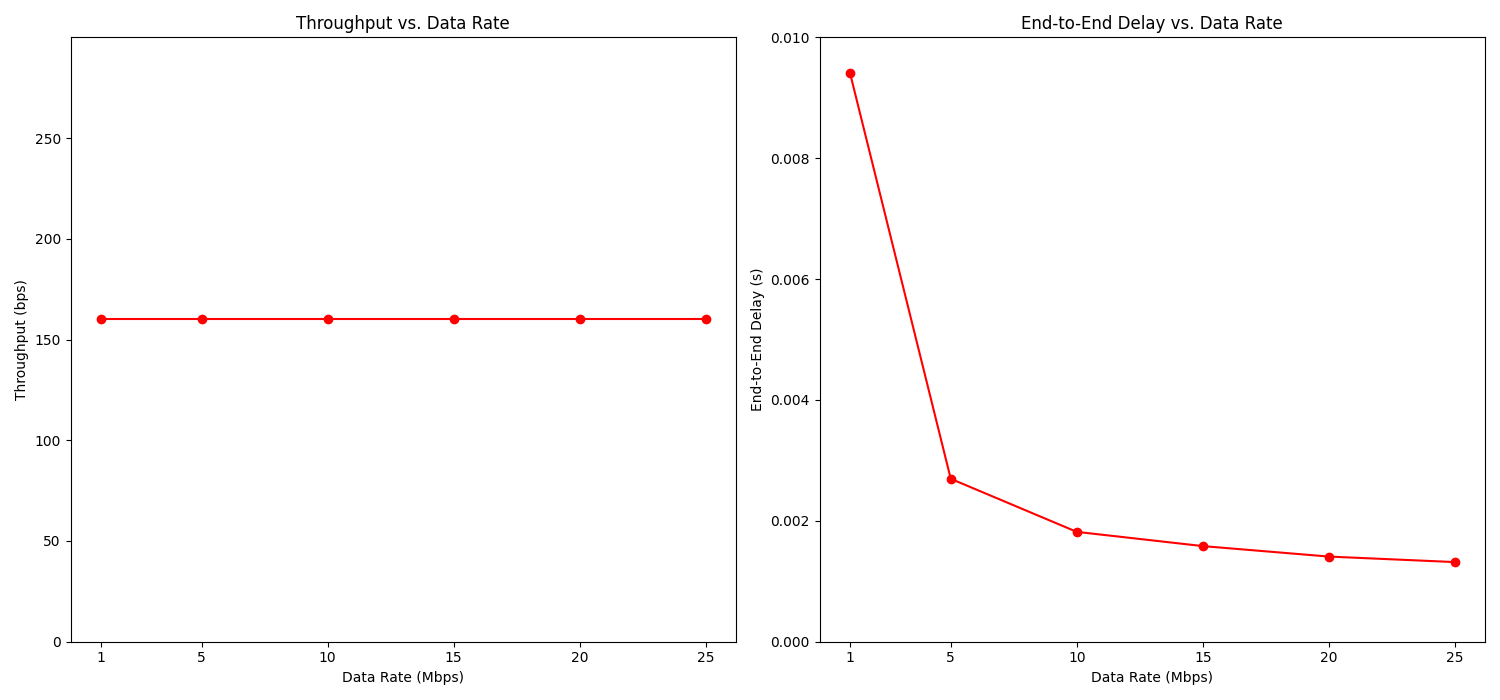 Throughput vs. Data Rate
Throughput (bps)
250
200
150
100
50
0
1 5 10 15 20 25
Data Rate (Mbps)
End-to-End Delay vs. Data Rate
End-to-End Delay (s)
0.010
0.008
0.006
0.004
0.002
0.000
1 5 10 15 20 25
Data Rate (Mbps)